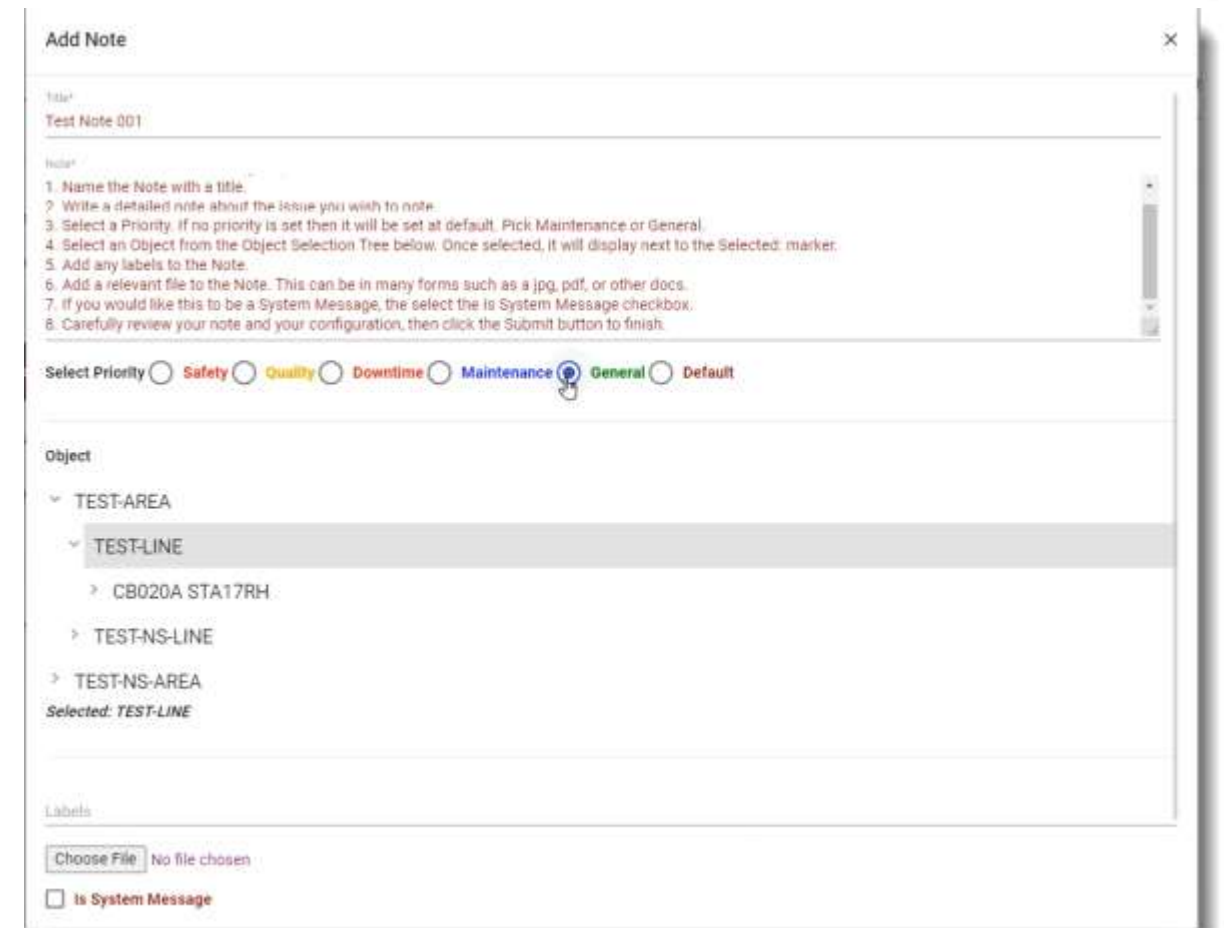 Add Note
Title*
Test Note 001
Note*
1. Name the Note with a title.
2. Write a detailed note about the issue you wish to note.
3. Select a Priority. If no priority is set then it will be set at default. Pick Maintenance or General.
4. Select an Object from the Object Selection Tree below. Once selected, it will display next to the Selected: marker.
5. Add any labels to the Note.
6. Add a relevant file to the Note. This can be in many forms such as a jpg, pdf, or other docs.
7. If you would like this to be a System Message, the select the is System Message checkbox.
8. Carefully review your note and your configuration, then click the Submit button to finish.
Select Priority Safety Quality Downtime Maintenance General Default
Object
TEST-AREA
TEST-LINE
CB020A STA17RH
TEST-NS-LINE
TEST-NS-AREA
Selected: TEST-LINE
Labels
Choose File No file chosen
Is System Message